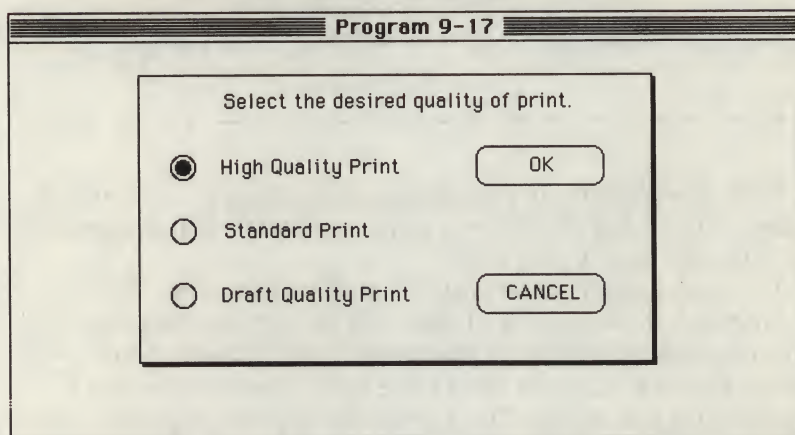 Program 9-17
Select the desired quality of print.
High Quality Print
OK
Standard Print
Draft Quality Print
CANCEL